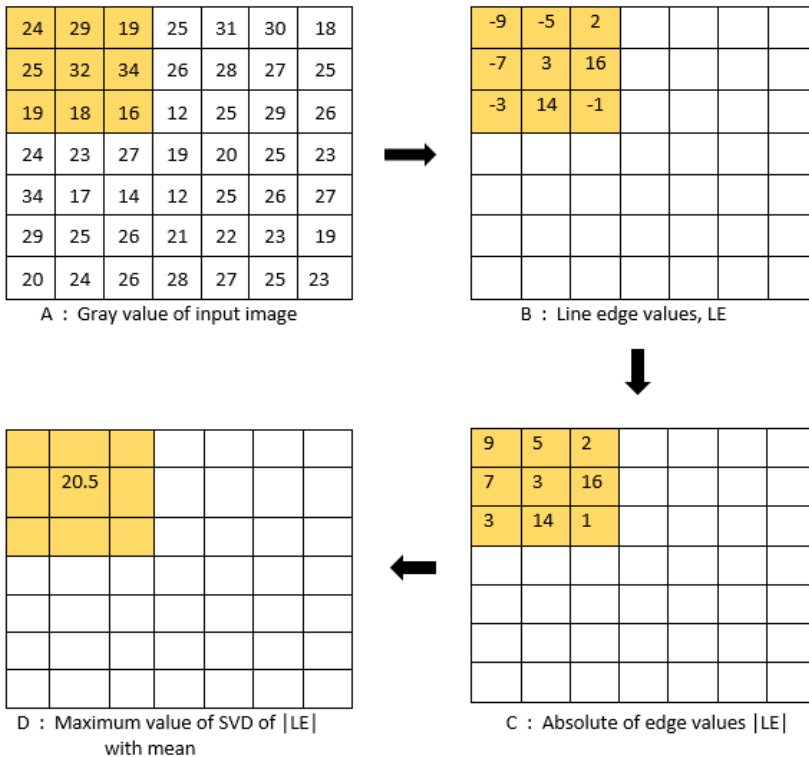 24 29 19 25 31 30 18
25 32 34 26 28 27 25
19 18 16 12 25 29 26
24 23 27 19 20 25 23
34 17 14 12 25 26 27
29 25 26 21 22 23 19
20 24 26 28 27 25 23
A : Gray value of input image
-9 -5 2
-7 3 16
-3 14 -1
B : Line edge values, LE
20.5
D : Maximum value of SVD of |LE|
with mean
9 5 2
7 3 16
3 14 1
C : Absolute of edge values |LE|